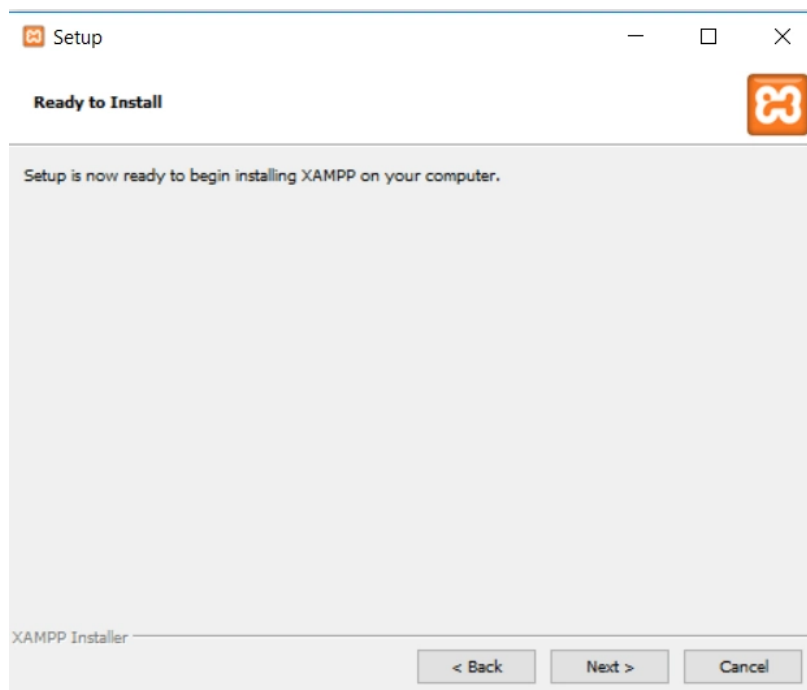 Setup
Ready to Install
Setup is now ready to begin installing XAMPP on your computer.
XAMPP Installer
< Back Next > Cancel